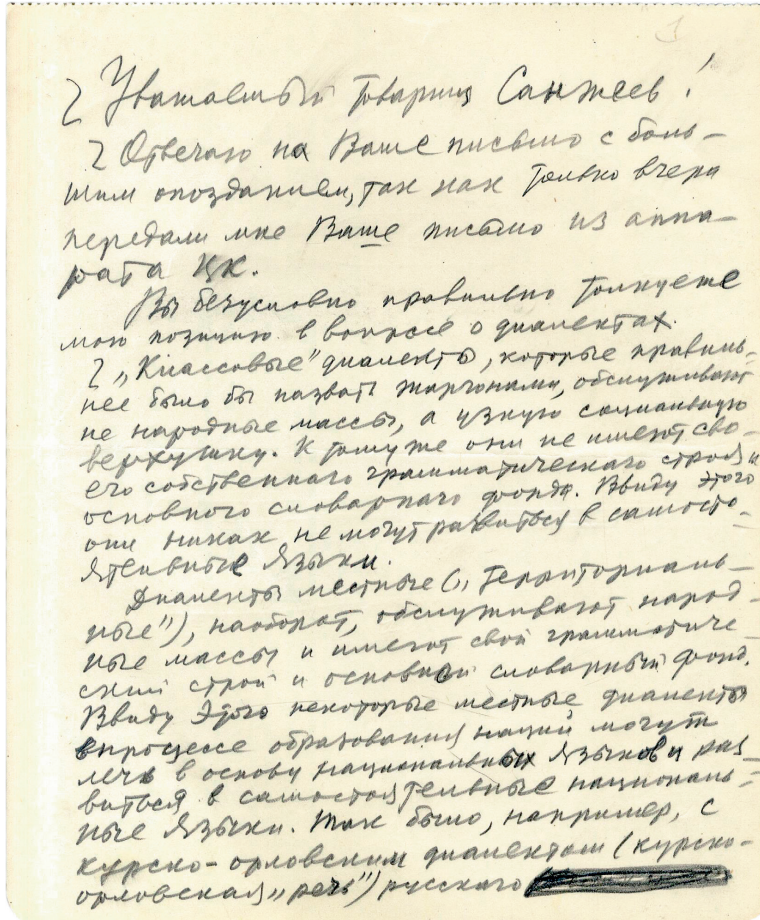 1
Уважаемый товарищ Санжеев!
Отвечаю на Ваше письмо с боль-
шим опозданием, так как только вчера
передали мне Ваше письмо из аппа-
рата ЦК.
Вы безусловно правильно толкуете
мою позицию в вопросе о диалектах.
„Классовые" диалекты, которые правиль-
нее было бы назвать жаргонами, обслуживают
не народные массы, а узкую социальную
верхушку. К тому же они не имеют сво-
его собственного грамматического строя и
основного словарного фонда. Ввиду этого
они никак не могут развиться в самосто-
ятельные языки.
Диалекты местные („территориаль-
ные"), наоборот, обслуживают народ-
ные массы и имеют свой грамматиче-
ский строй и основной словарный фонд.
Ввиду этого некоторые местные диалекты
в процессе образования наций могут
лечь в основу национальных языков и раз-
виться в самостоятельные националь-
ные языки. Так было, например, с
курско-орловским диалектом (курско-
орловская „речь") русского